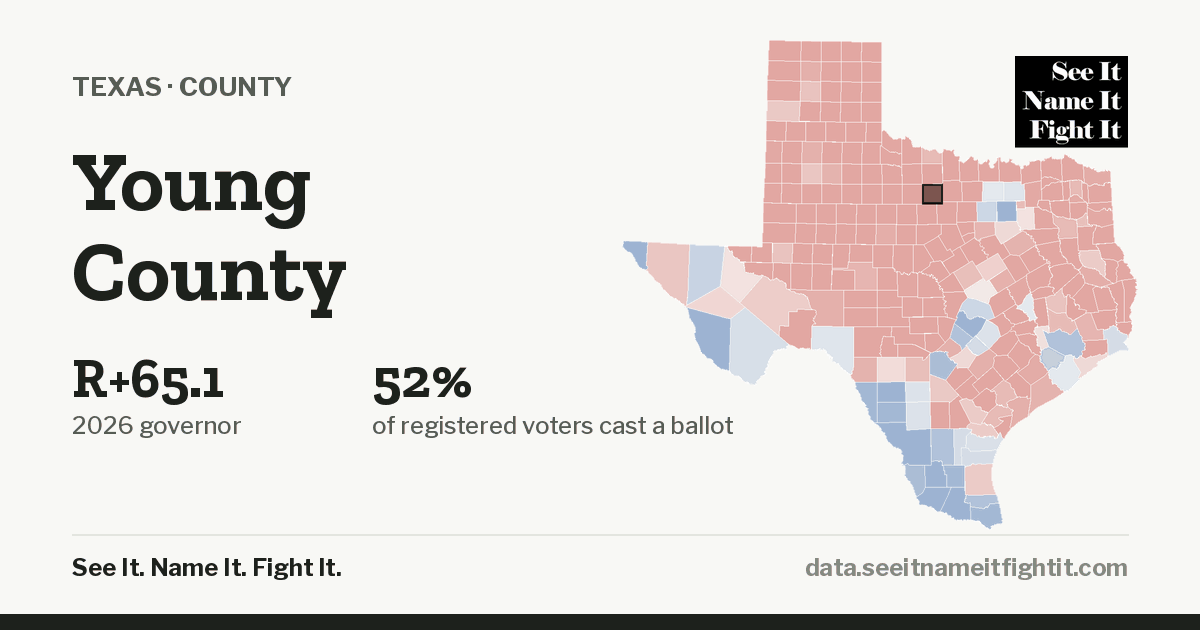 TEXAS · COUNTY
See It
Name It
Fight It
Young
County
R+65.1
2026 governor
52%
of registered voters cast a ballot
See It. Name It. Fight It.
data.seeitnameitfightit.com